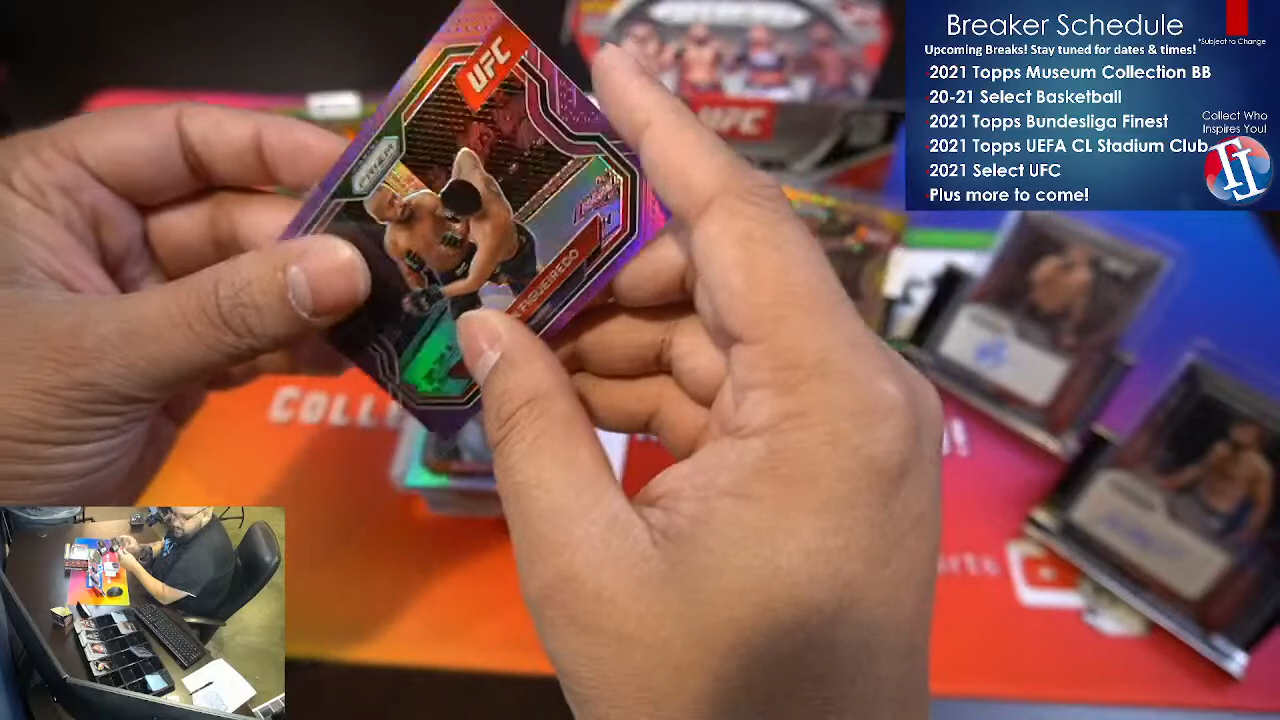 Breaker Schedule
*Subject to Change
Upcoming Breaks! Stay tuned for dates & times!
2021 Topps Museum Collection BB
20-21 Select Basketball
2021 Topps Bundesliga Finest
2021 Topps UEFA CL Stadium Club
2021 Select UFC
Plus more to come!
Collect Who
Inspires You!
UFC
PRIZM
FIGUEIREDO
UFC